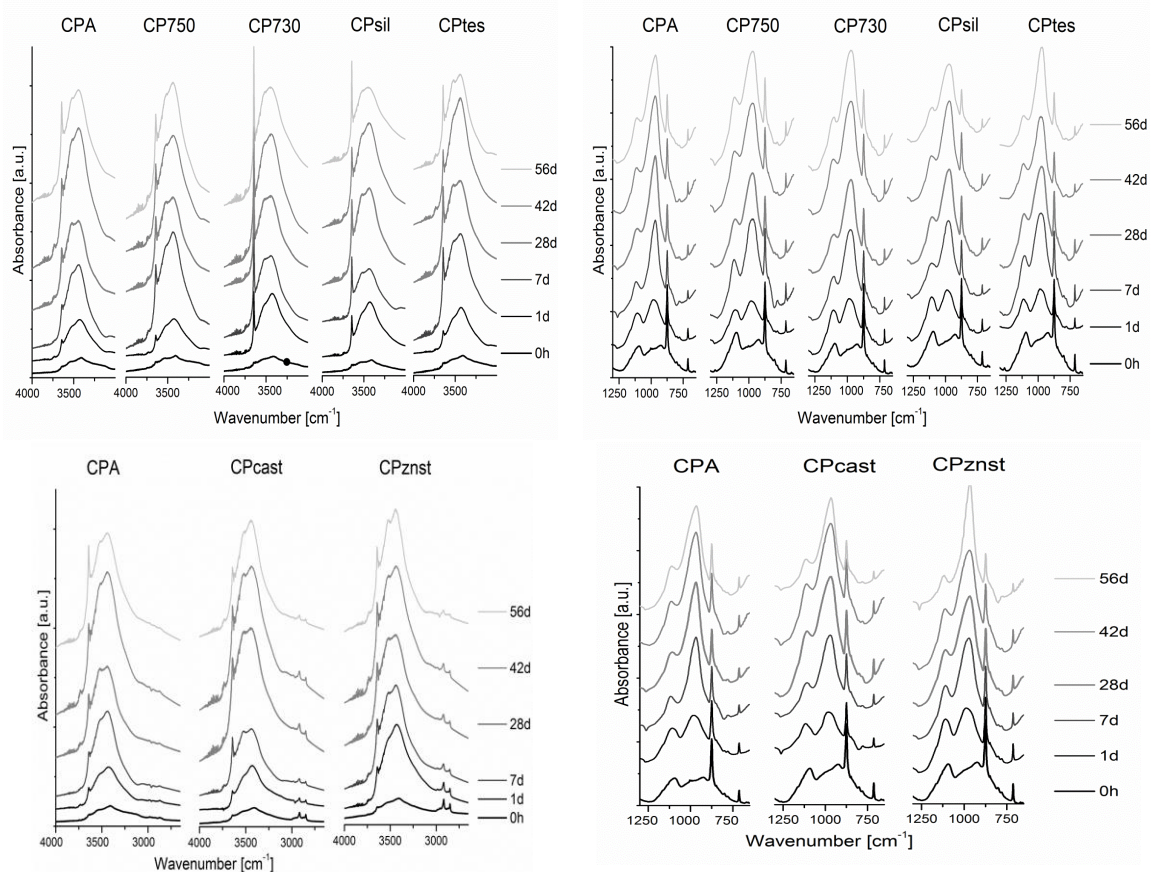 CPA CP750 CP730 CPsil CPtes
Absorbance [a.u.]
56d
42d
28d
7d
1d
0h
4000 3500 4000 3500 4000 3500 4000 3500 4000 3500
Wavenumber [cm⁻¹]
CPA CP750 CP730 CPsil CPtes
Absorbance [a.u.]
56d
42d
28d
7d
1d
0h
1250 1000 750 1250 1000 750 1250 1000 750 1250 1000 750 1250 1000 750
Wavenumber [cm⁻¹]
CPA CPcast CPznst
Absorbance [a.u.]
56d
42d
28d
7d
1d
0h
4000 3500 3000 4000 3500 3000 4000 3500 3000
Wavenumber [cm⁻¹]
CPA CPcast CPznst
Absorbance [a.u.]
56d
42d
28d
7d
1d
0h
1250 1000 750 1250 1000 750 1250 1000 750
Wavenumber [cm⁻¹]